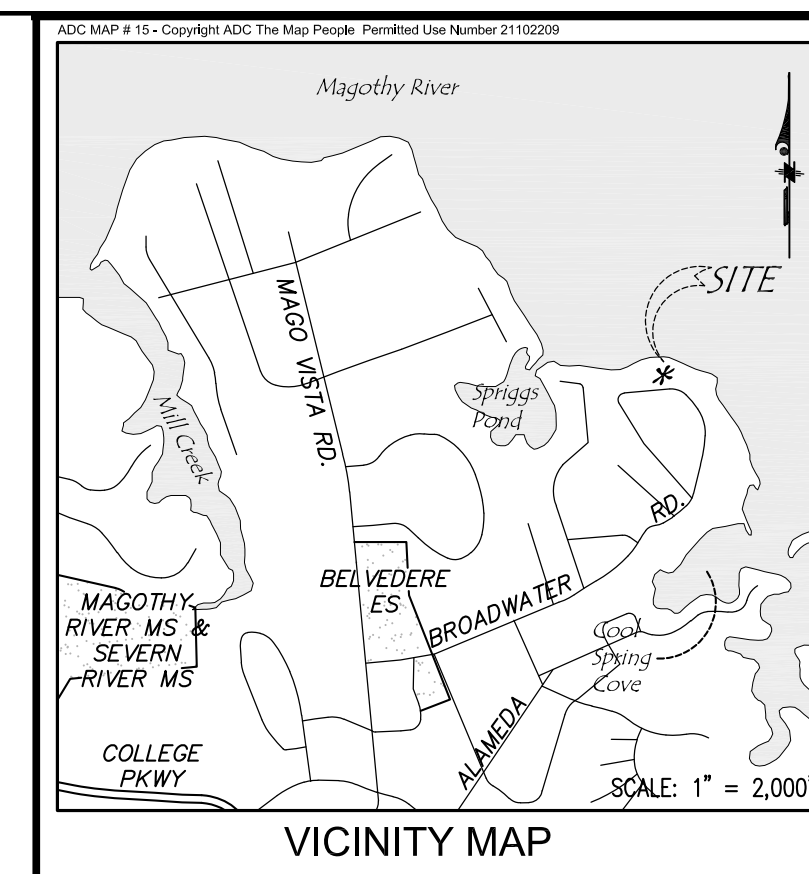 ADC MAP # 15 - Copyright ADC The Map People Permitted Use Number 21102209
Magothy River
SITE
MAGO VISTA RD.
Spriggs
Pond
Mill Creek
RD.
BELVEDERE
ES
MAGOTHY
RIVER MS &
SEVERN
RIVER MS
BROADWATER
Cool
Spring
Cove
ALAMEDA
COLLEGE
PKWY
SCALE: 1" = 2,000'
VICINITY MAP